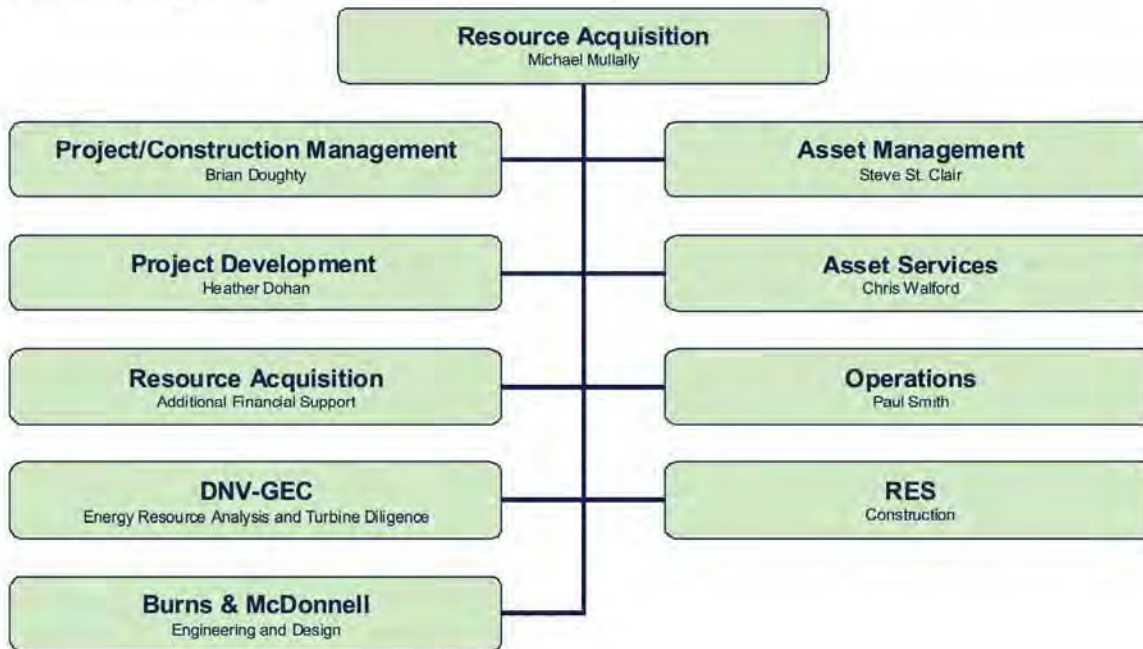 Resource Acquisition
Michael Mullally
Project/Construction Management
Brian Doughty
Asset Management
Steve St. Clair
Project Development
Heather Dohan
Asset Services
Chris Walford
Resource Acquisition
Additional Financial Support
Operations
Paul Smith
DNV-GEC
Energy Resource Analysis and Turbine Diligence
RES
Construction
Burns & McDonnell
Engineering and Design